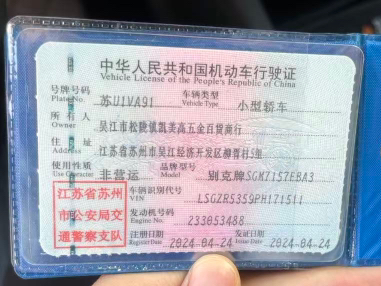 中华人民共和国机动车行驶证
Vehicle License of the People's Republic of China
号牌号码 Plate No. 苏U1VA91 车辆类型 Vehicle Type 小型轿车
所有人 Owner 吴江市松陵镇凯美高五金百货商行
住址 Address 江苏省苏州市吴江经济开发区柳胥村5组
使用性质 Use Character 非营运 品牌型号 Model 别克牌SGM7157EBA3
车辆识别代号 VIN LSGZR5359PH171511
发动机号码 Engine No. 233053488
注册日期 Register Date 2024-04-24 发证日期 Issue Date 2024-04-24
江苏省苏州
市公安局交
通警察支队